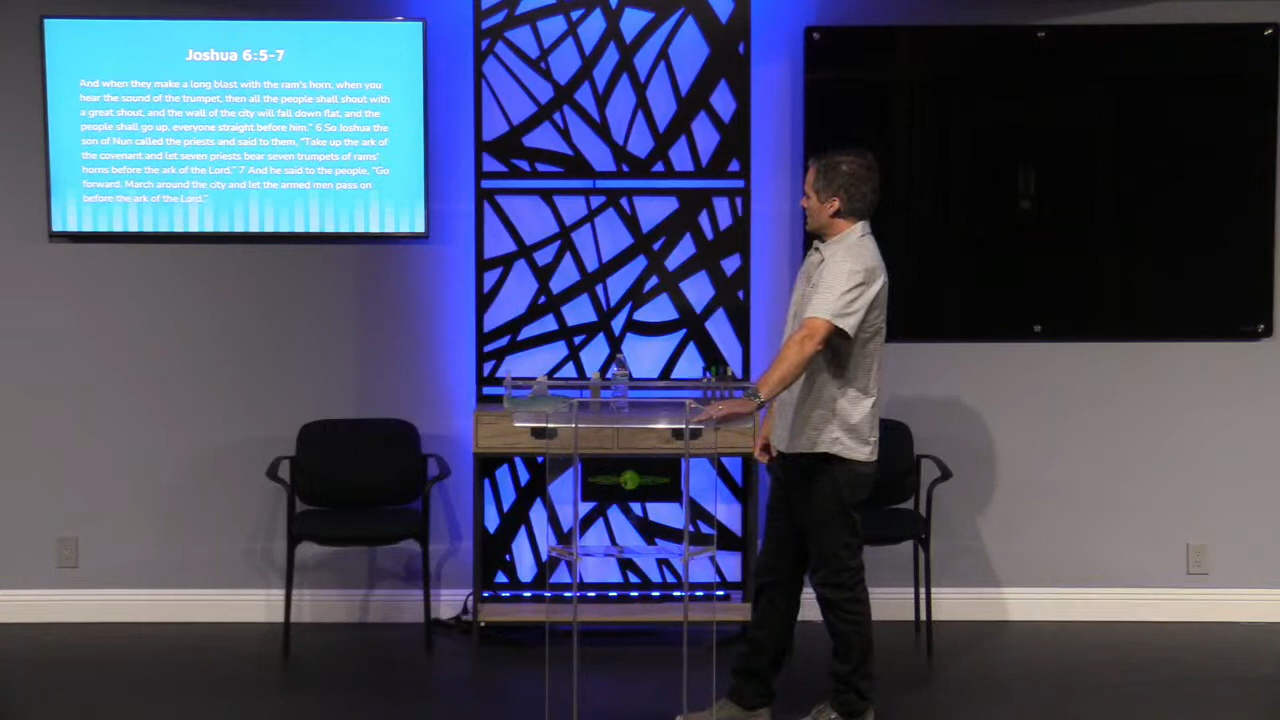 Joshua 6:5-7
And when they make a long blast with the ram's horn, when you
hear the sound of the trumpet, then all the people shall shout with
a great shout, and the wall of the city will fall down flat, and the
people shall go up, everyone straight before him." 6 So Joshua the
son of Nun called the priests and said to them, "Take up the ark of
the covenant and let seven priests bear seven trumpets of rams'
horns before the ark of the Lord." 7 And he said to the people, "Go
forward. March around the city and let the armed men pass on
before the ark of the Lord."